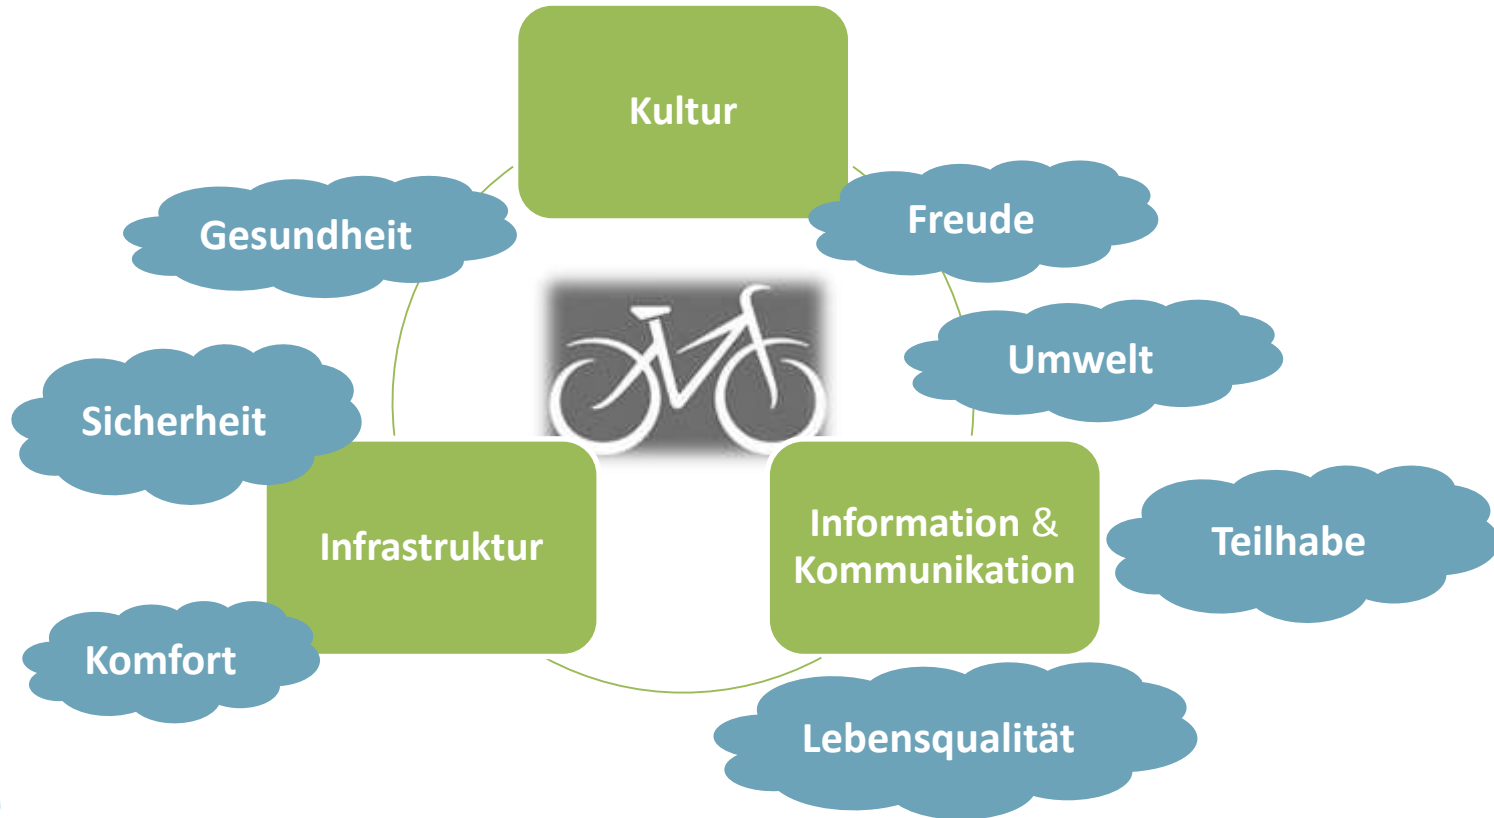 Kultur
Gesundheit
Freude
Umwelt
Sicherheit
Infrastruktur
Information &
Kommunikation
Teilhabe
Komfort
Lebensqualität